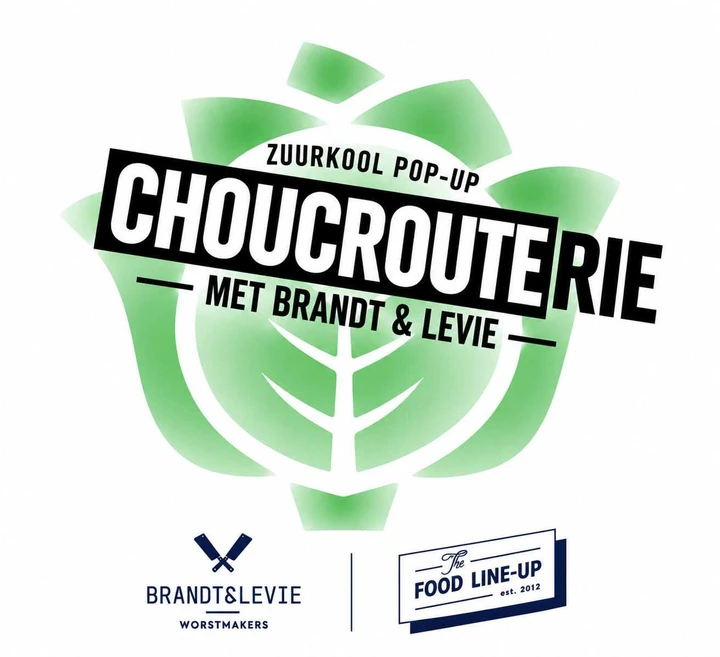 ZUURKOOL POP-UP
CHOUCROUTERIE
MET BRANDT & LEVIE
BRANDT&LEVIE
WORSTMAKERS
The
FOOD LINE-UP
est. 2012